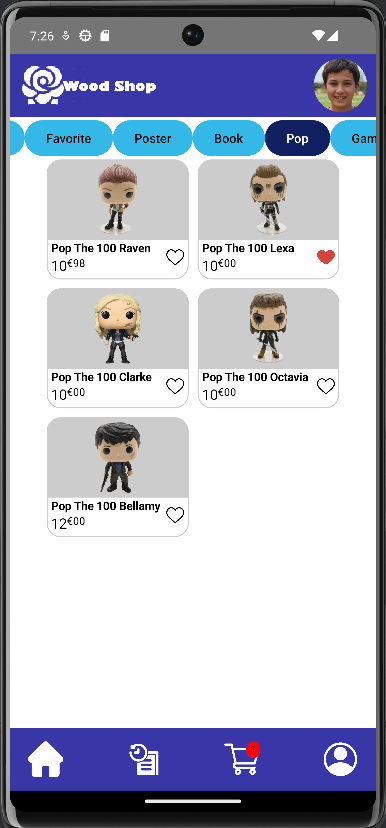 7:26
Wood Shop
Favorite Poster Book Pop Gam
Pop The 100 Raven
10€98
Pop The 100 Lexa
10€00
Pop The 100 Clarke
10€00
Pop The 100 Octavia
10€00
Pop The 100 Bellamy
12€00
1